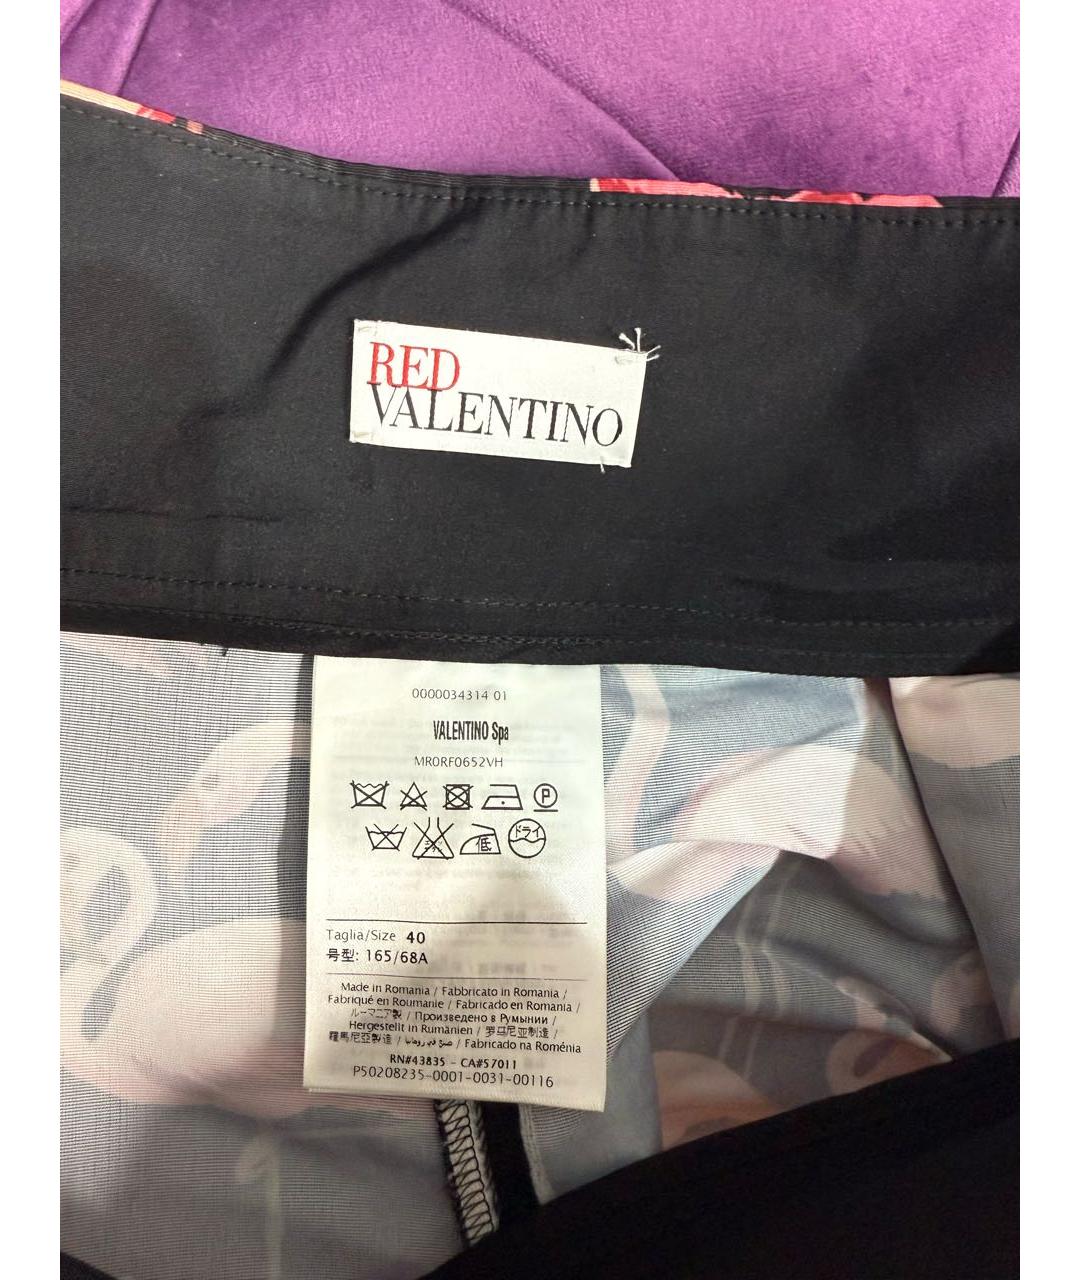 RED
VALENTINO
0000034314 01
VALENTINO Spa
MR0RF0652VH
P
低 ドライ
Taglia/Size 40
号型: 165/68A
Made in Romania / Fabbricato in Romania /
Fabriqué en Roumanie / Fabricado en Romania /
ルーマニア製 / Произведено в Румынии /
Hergestellt in Rumänien / 罗马尼亚制造 /
羅馬尼亞製造 / صنع في رومانيا / Fabricado na Roménia
RN#43835 - CA#57011
P50208235-0001-0031-00116